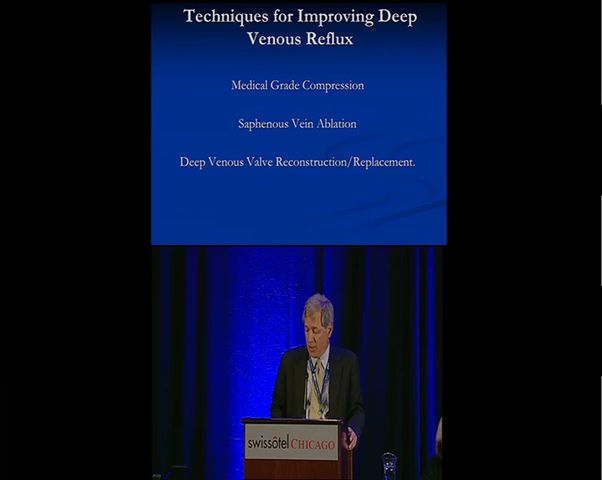 Techniques for Improving Deep
Venous Reflux
Medical Grade Compression
Saphenous Vein Ablation
Deep Venous Valve Reconstruction/Replacement.
swissôtel CHICAGO